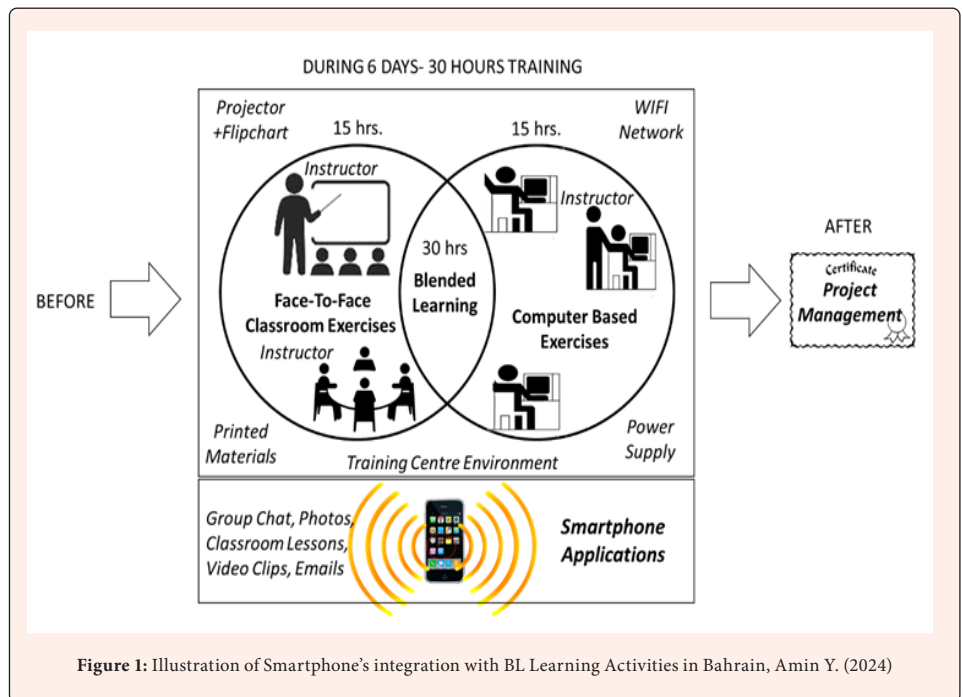 DURING 6 DAYS- 30 HOURS TRAINING
Projector
+Flipchart
15 hrs.
15 hrs.
WIFI
Network
Instructor
Instructor
30 hrs
Blended
Learning
Face-To-Face
Classroom Exercises
Computer Based
Exercises
Instructor
Printed
Materials
Training Centre Environment
Power
Supply
BEFORE
AFTER
Certificate
Project
Management
Group Chat, Photos,
Classroom Lessons,
Video Clips, Emails
Smartphone
Applications
Figure 1: Illustration of Smartphone's integration with BL Learning Activities in Bahrain, Amin Y. (2024)